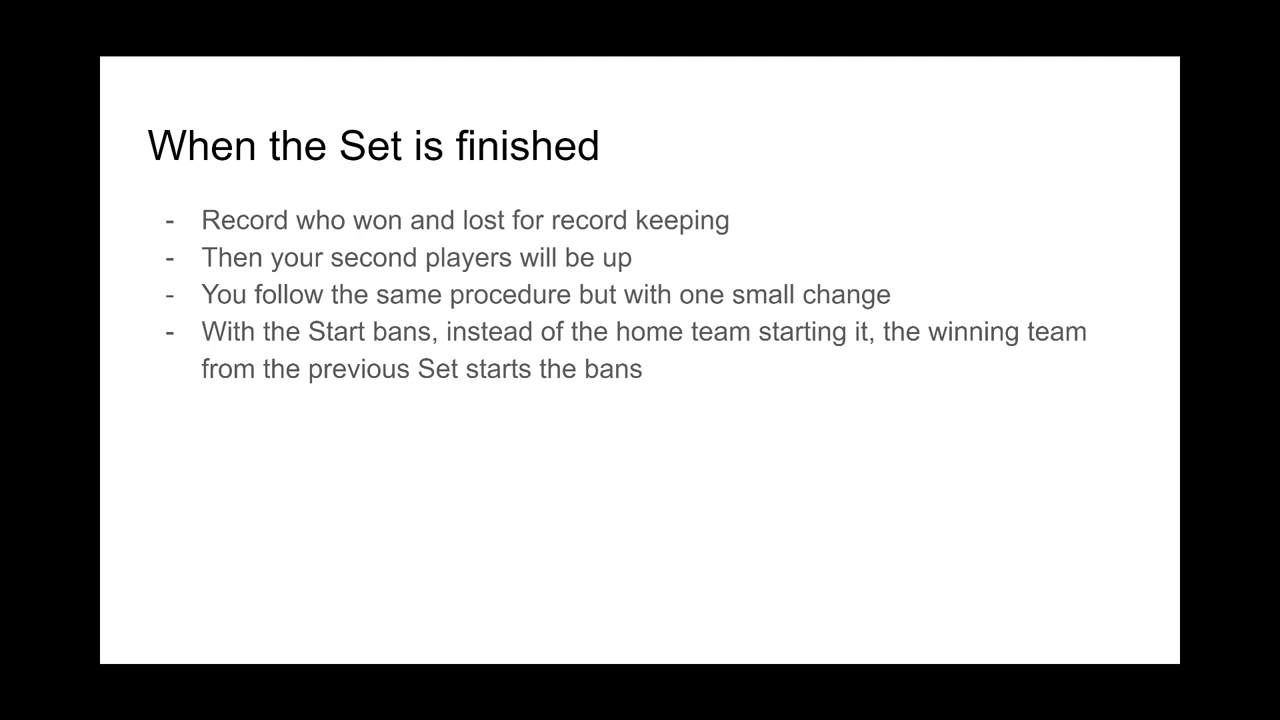 When the Set is finished
- Record who won and lost for record keeping
- Then your second players will be up
- You follow the same procedure but with one small change
- With the Start bans, instead of the home team starting it, the winning team
from the previous Set starts the bans